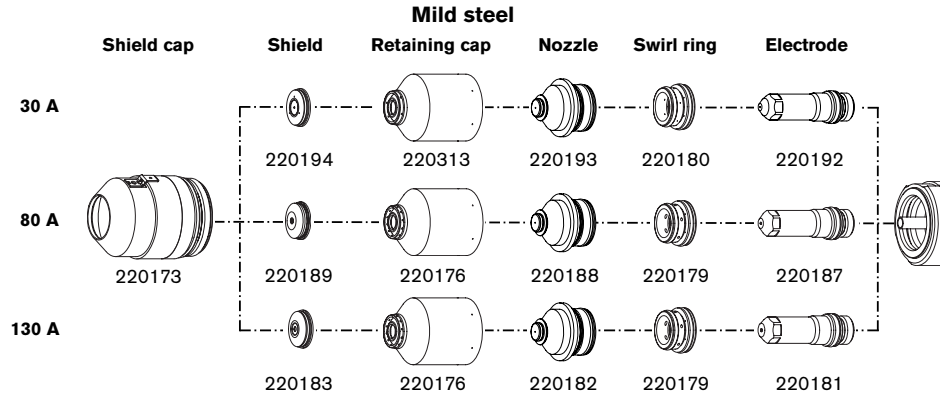 Mild steel
Shield cap Shield Retaining cap Nozzle Swirl ring Electrode
30 A
220194 220313 220193 220180 220192
80 A
220173 220189 220176 220188 220179 220187
130 A
220183 220176 220182 220179 220181